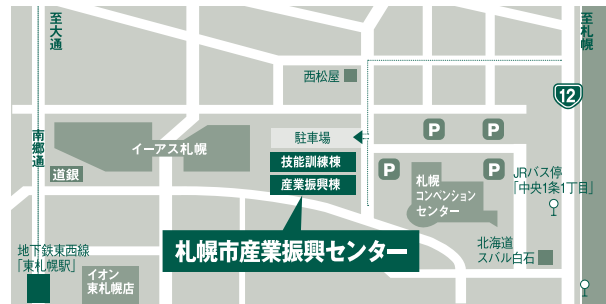 至大通
至札幌
西松屋
12
南郷通
駐車場
P
P
イーアス札幌
技能訓練棟
道銀
産業振興棟
P
P
札幌
コンベンション
センター
JRバス停
「中央1条1丁目」
札幌市産業振興センター
地下鉄東西線
「東札幌駅」
北海道
スバル白石
イオン
東札幌店